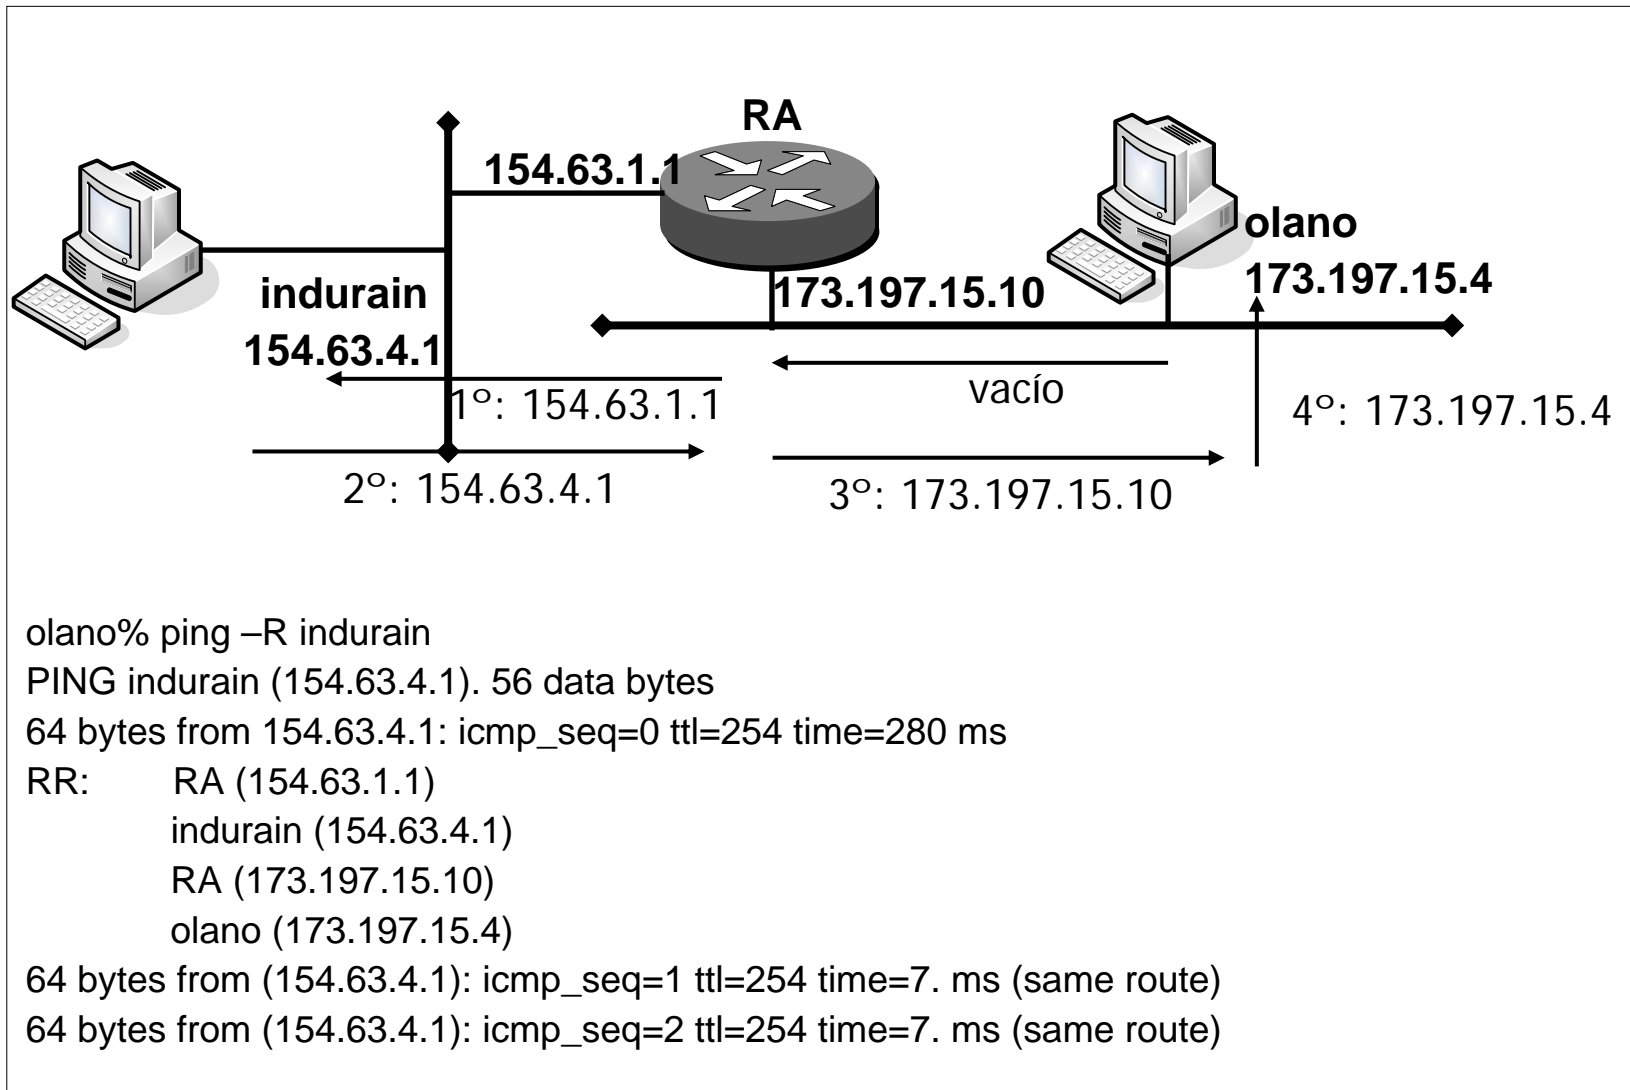 RA
154.63.1.1
olano
173.197.15.4
indurain
154.63.4.1
173.197.15.10
vacío
1º: 154.63.1.1
4º: 173.197.15.4
2º: 154.63.4.1
3º: 173.197.15.10
olano% ping –R indurain
PING indurain (154.63.4.1). 56 data bytes
64 bytes from 154.63.4.1: icmp_seq=0 ttl=254 time=280 ms
RR: RA (154.63.1.1)
indurain (154.63.4.1)
RA (173.197.15.10)
olano (173.197.15.4)
64 bytes from (154.63.4.1): icmp_seq=1 ttl=254 time=7. ms (same route)
64 bytes from (154.63.4.1): icmp_seq=2 ttl=254 time=7. ms (same route)